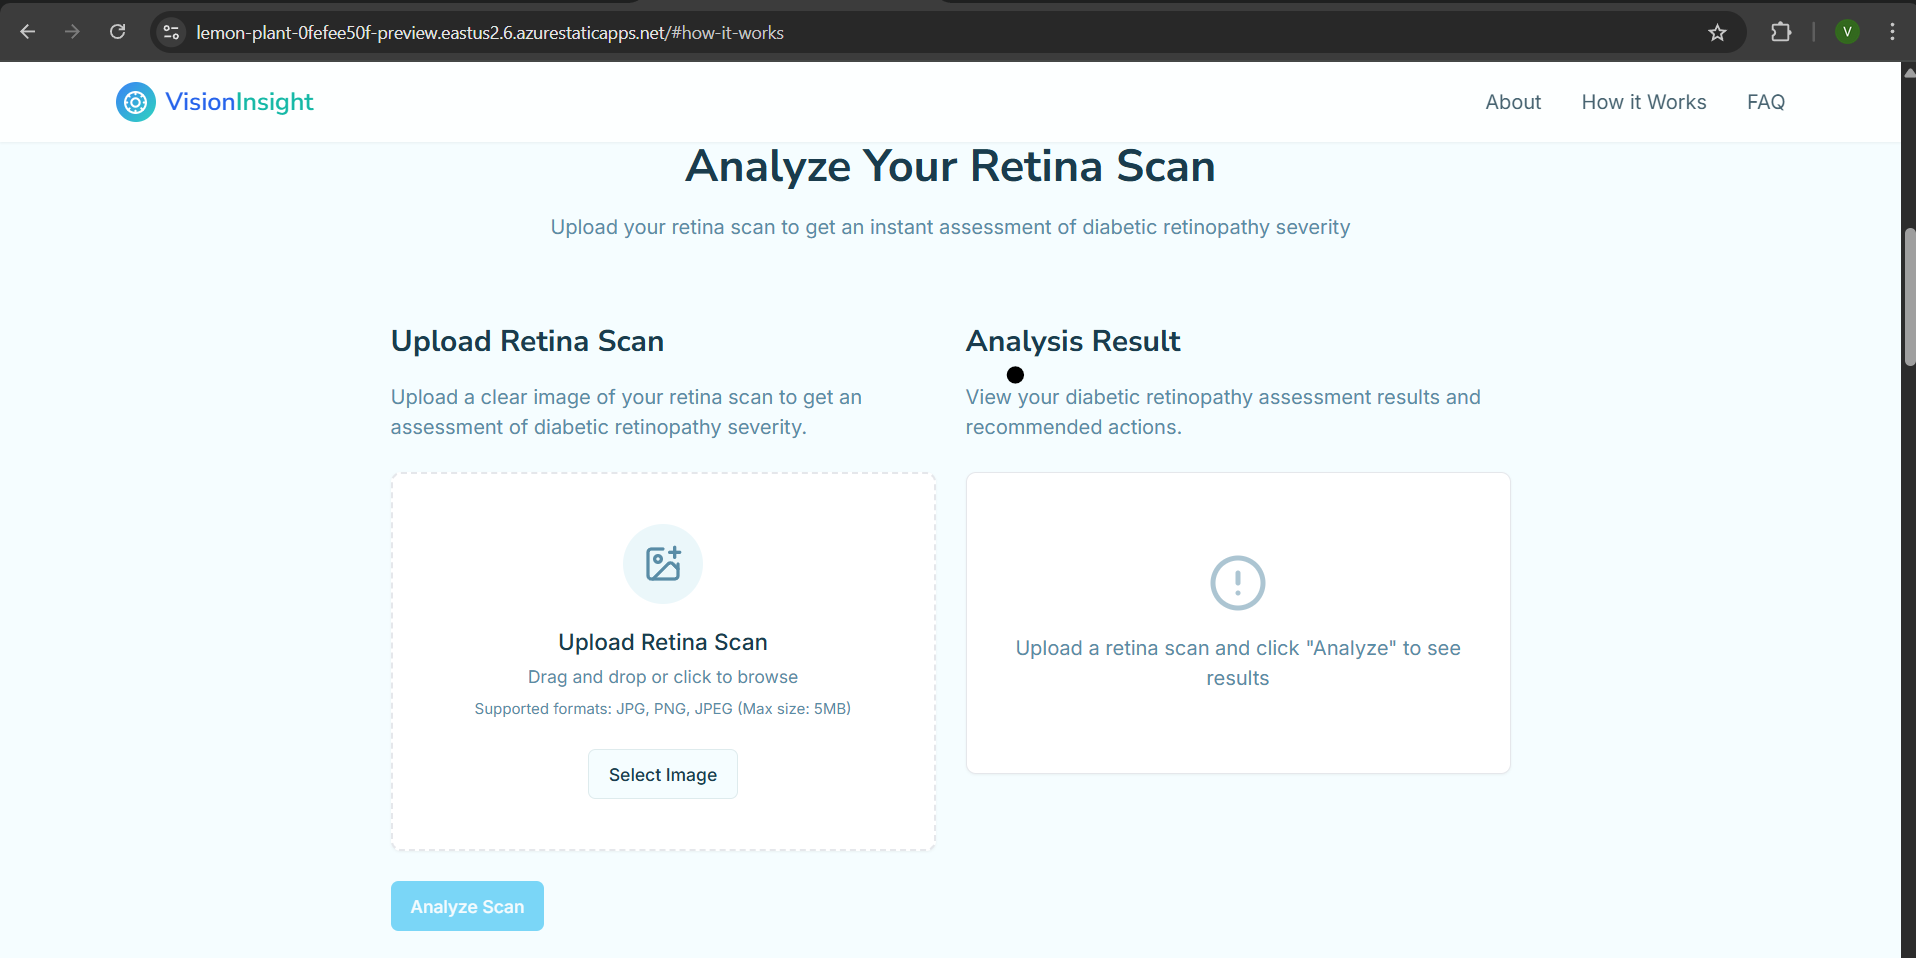 lemon-plant-0fefee50f-preview.eastus2.6.azurestaticapps.net/#how-it-works
V
VisionInsight
About
How it Works
FAQ
Analyze Your Retina Scan
Upload your retina scan to get an instant assessment of diabetic retinopathy severity
Upload Retina Scan
Upload a clear image of your retina scan to get an
assessment of diabetic retinopathy severity.
Upload Retina Scan
Drag and drop or click to browse
Supported formats: JPG, PNG, JPEG (Max size: 5MB)
Select Image
Analyze Scan
Analysis Result
View your diabetic retinopathy assessment results and
recommended actions.
Upload a retina scan and click "Analyze" to see
results